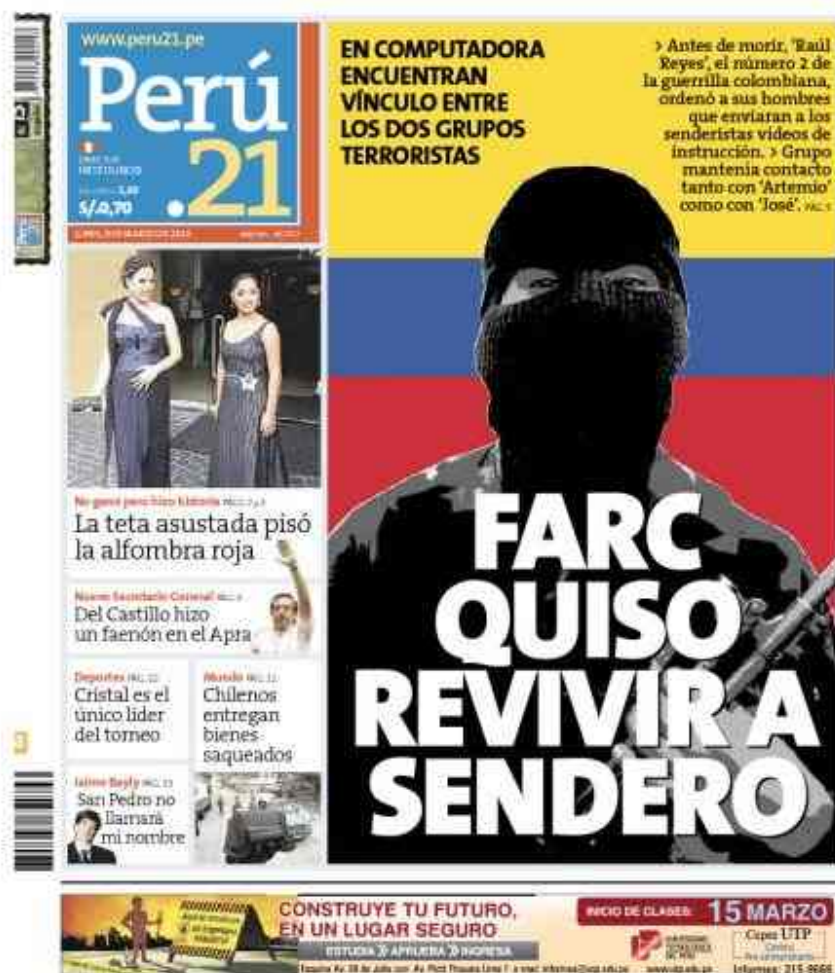 www.peru21.pe
Perú
.21
S/.0,70
EN COMPUTADORA
ENCUENTRAN
VÍNCULO ENTRE
LOS DOS GRUPOS
TERRORISTAS
> Antes de morir, 'Raúl
Reyes', el número 2 de
la guerrilla colombiana,
ordenó a sus hombres
que enviaran a los
senderistas videos de
instrucción. > Grupo
mantenía contacto
tanto con 'Artemio'
como con 'José'.
FARC
QUISO
REVIVIR A
SENDERO
No ganó pero hizo historia
La teta asustada pisó
la alfombra roja
Nuevo Secretario General
Del Castillo hizo
un faenón en el Apra
Deportes
Cristal es el
único líder
del torneo
Mundo
Chilenos
entregan
bienes
saqueados
Jaime Bayly
San Pedro no
llamará
mi nombre
CONSTRUYE TU FUTURO,
EN UN LUGAR SEGURO
ESTUDIA » APRUEBA » INGRESA
INICIO DE CLASES: 15 MARZO
UTP